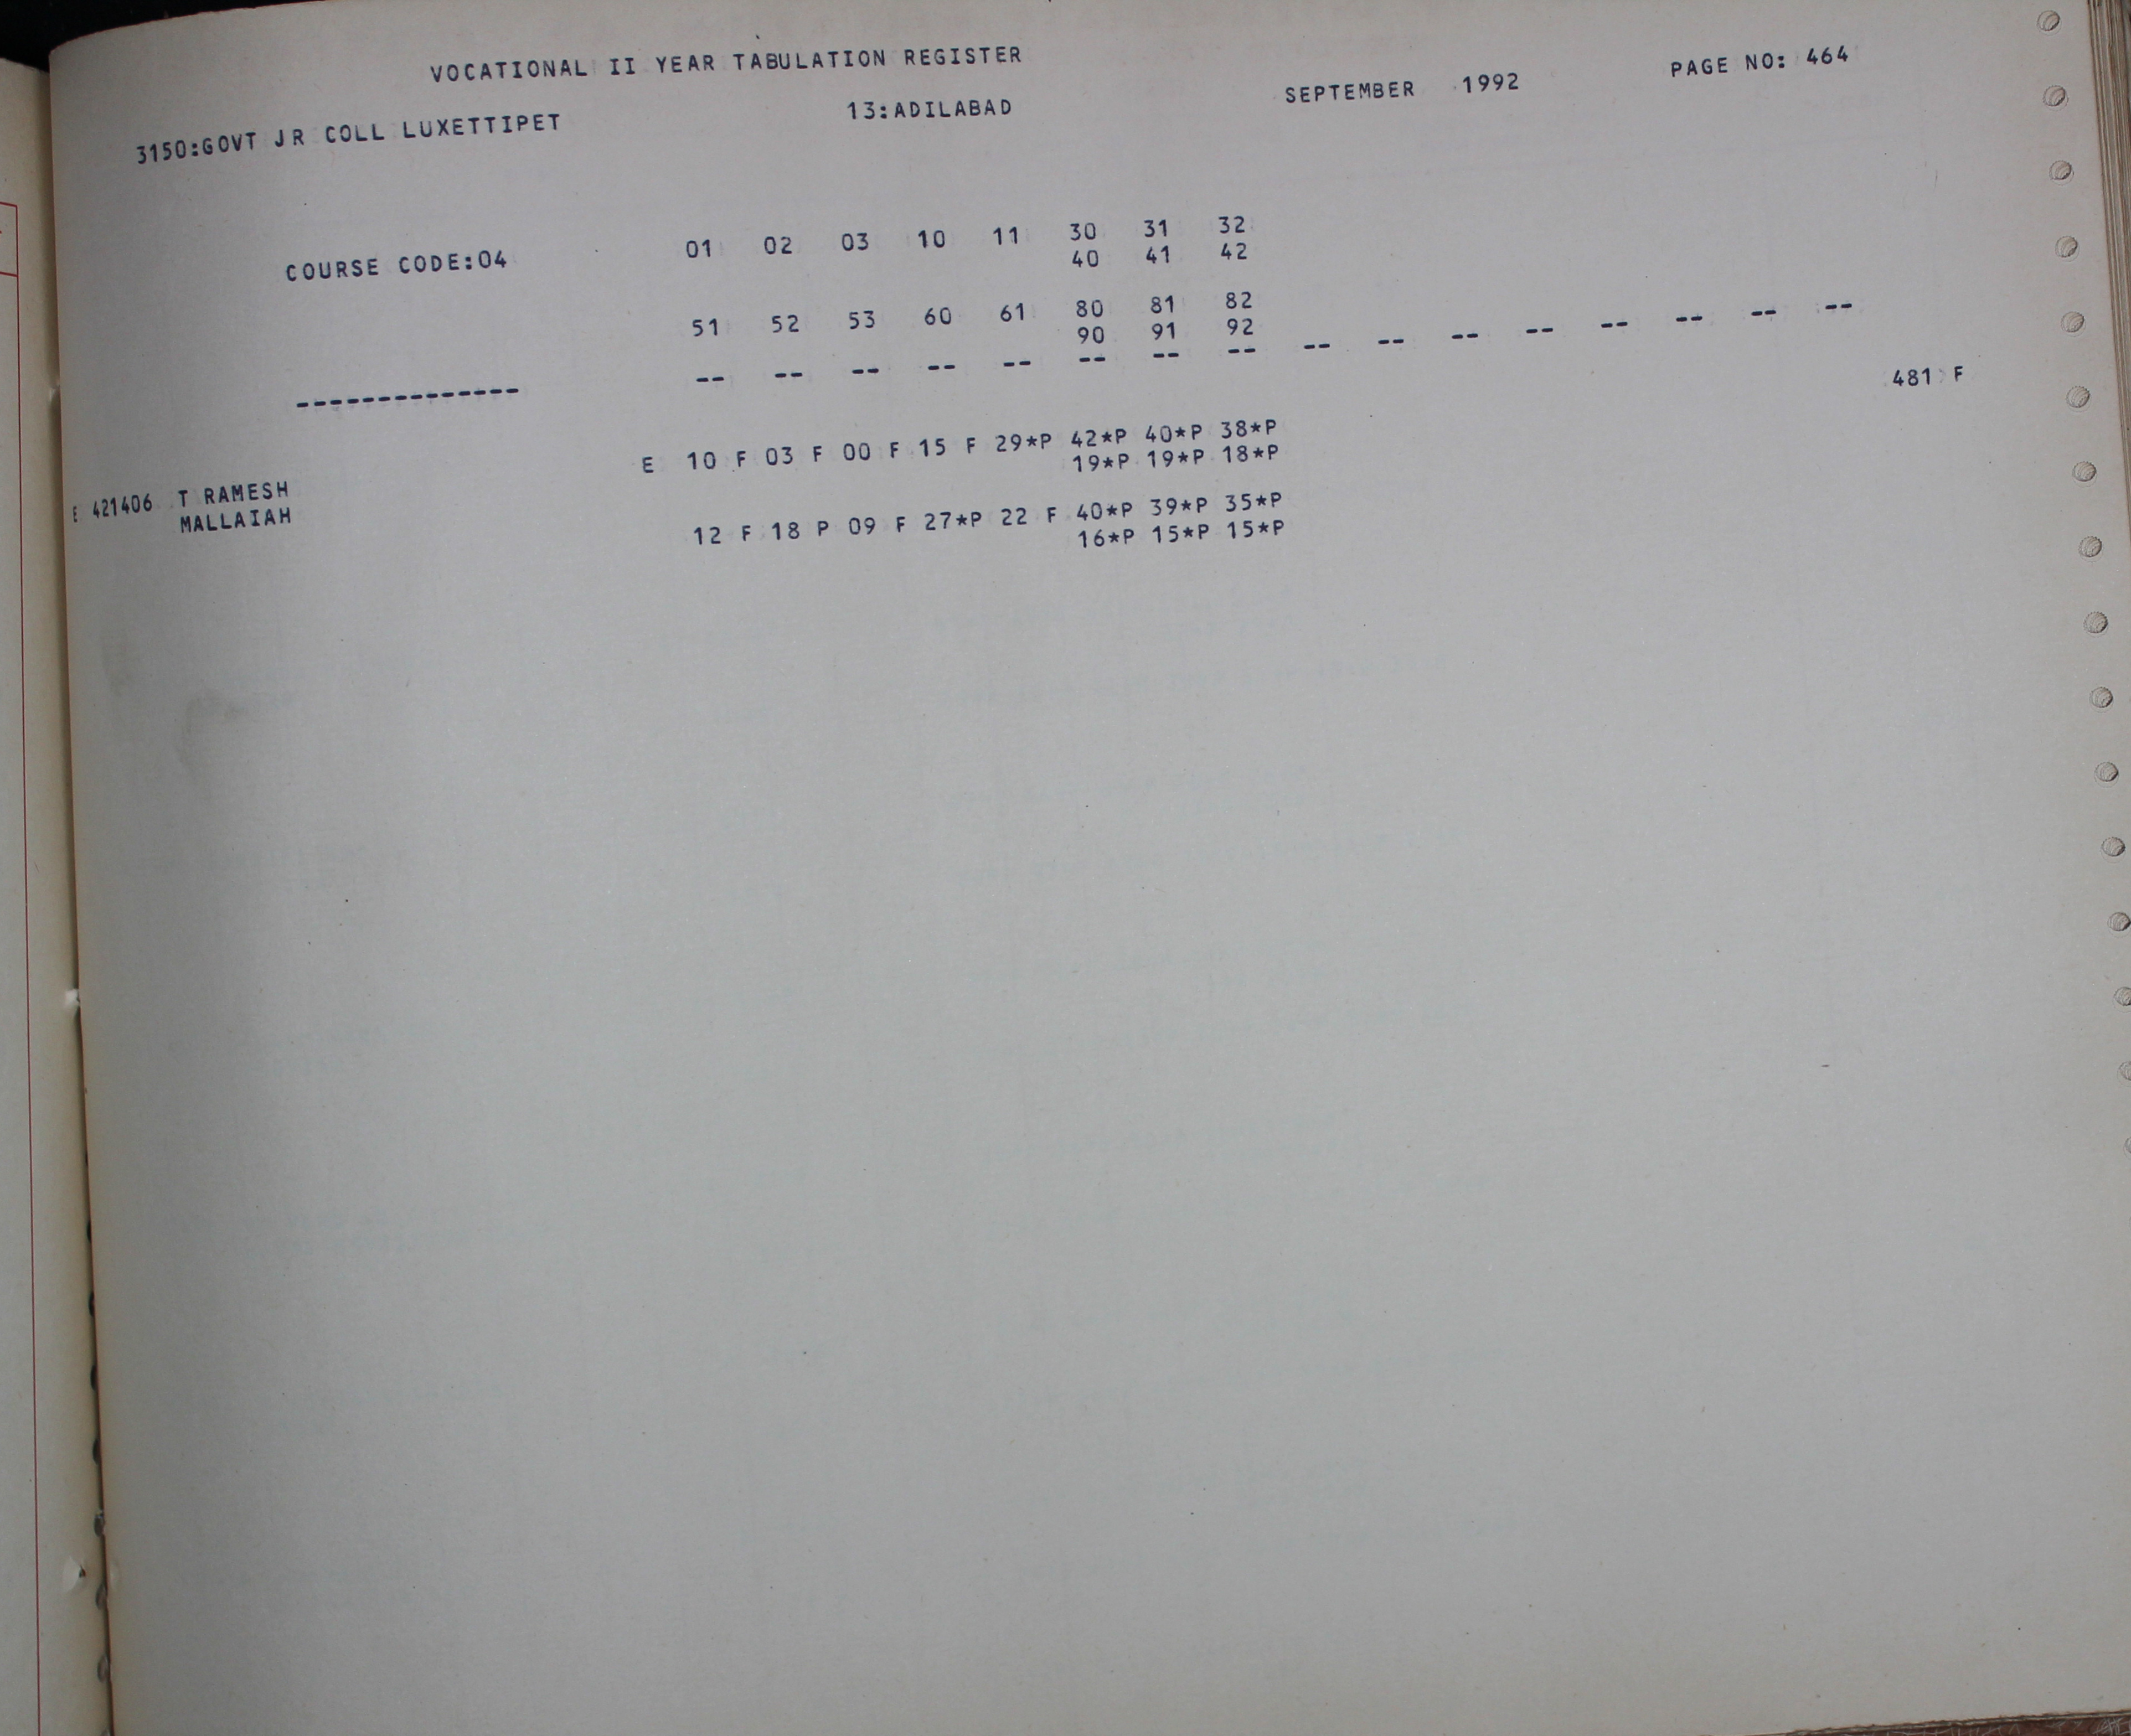 VOCATIONAL II YEAR TABULATION REGISTER
3150:GOVT JR COLL LUXETTIPET 13:ADILABAD SEPTEMBER 1992 PAGE NO: 464
COURSE CODE:04 01 02 03 10 11 30 31 32
40 41 42
51 52 53 60 61 80 81 82
90 91 92
-------------- -- -- -- -- -- -- -- -- -- -- -- -- -- -- -- --
E 421406 T RAMESH E 10 F 03 F 00 F 15 F 29*P 42*P 40*P 38*P 481 F
MALLAIAH 19*P 19*P 18*P
12 F 18 P 09 F 27*P 22 F 40*P 39*P 35*P
16*P 15*P 15*P